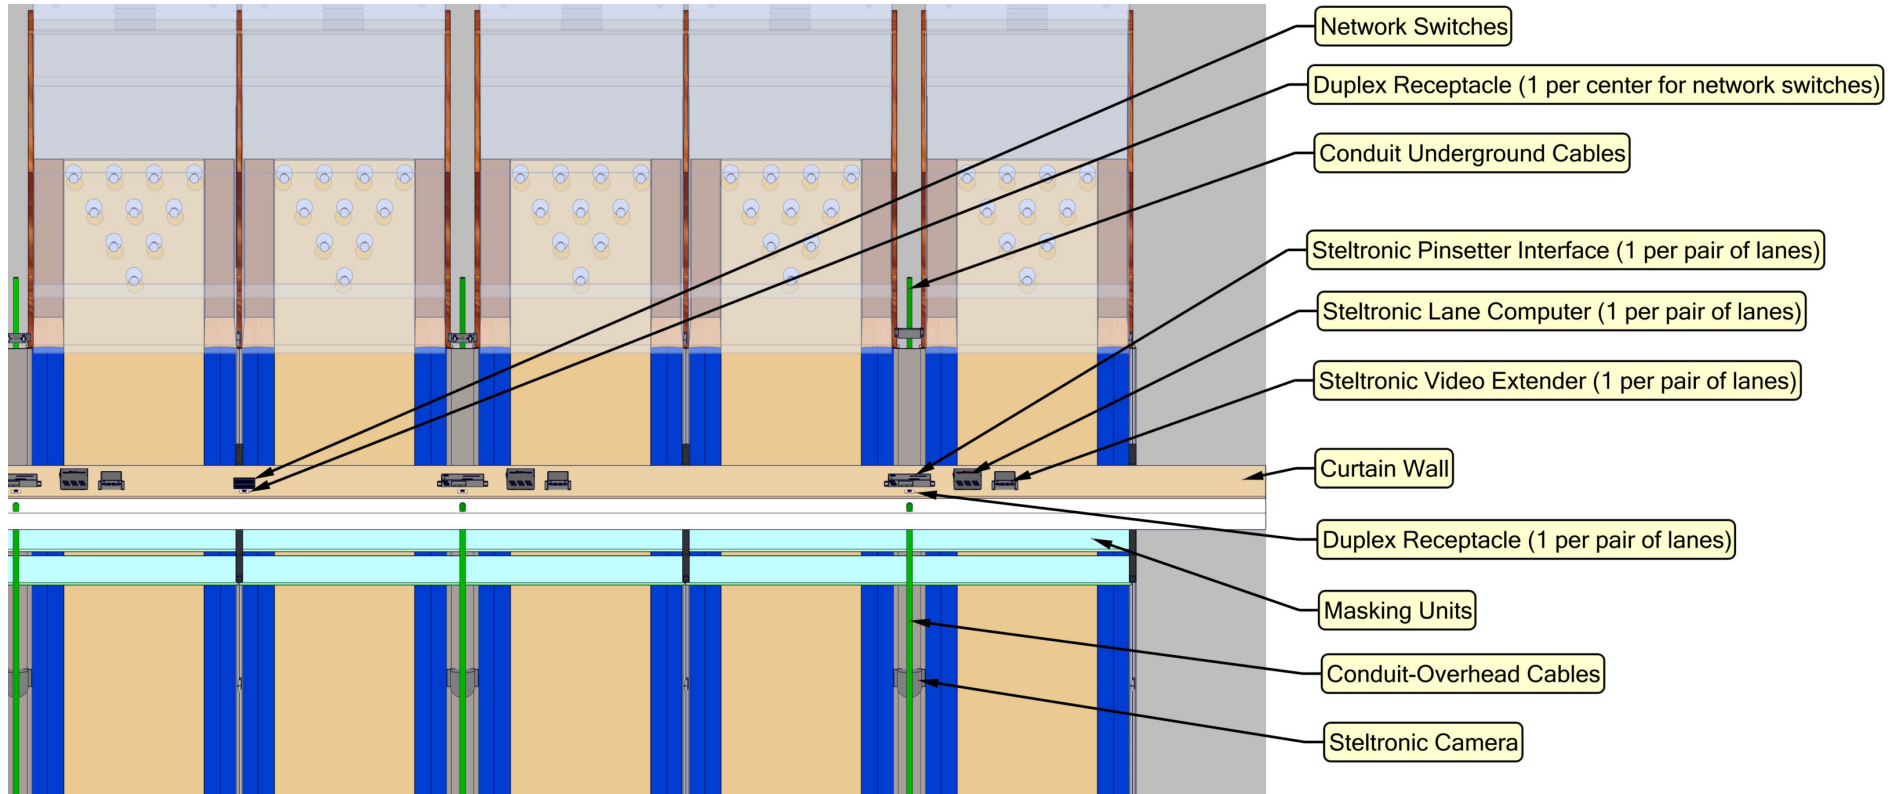 Network Switches
Duplex Receptacle (1 per center for network switches)
Conduit Underground Cables
Steltronic Pinsetter Interface (1 per pair of lanes)
Steltronic Lane Computer (1 per pair of lanes)
Steltronic Video Extender (1 per pair of lanes)
Curtain Wall
Duplex Receptacle (1 per pair of lanes)
Masking Units
Conduit-Overhead Cables
Steltronic Camera